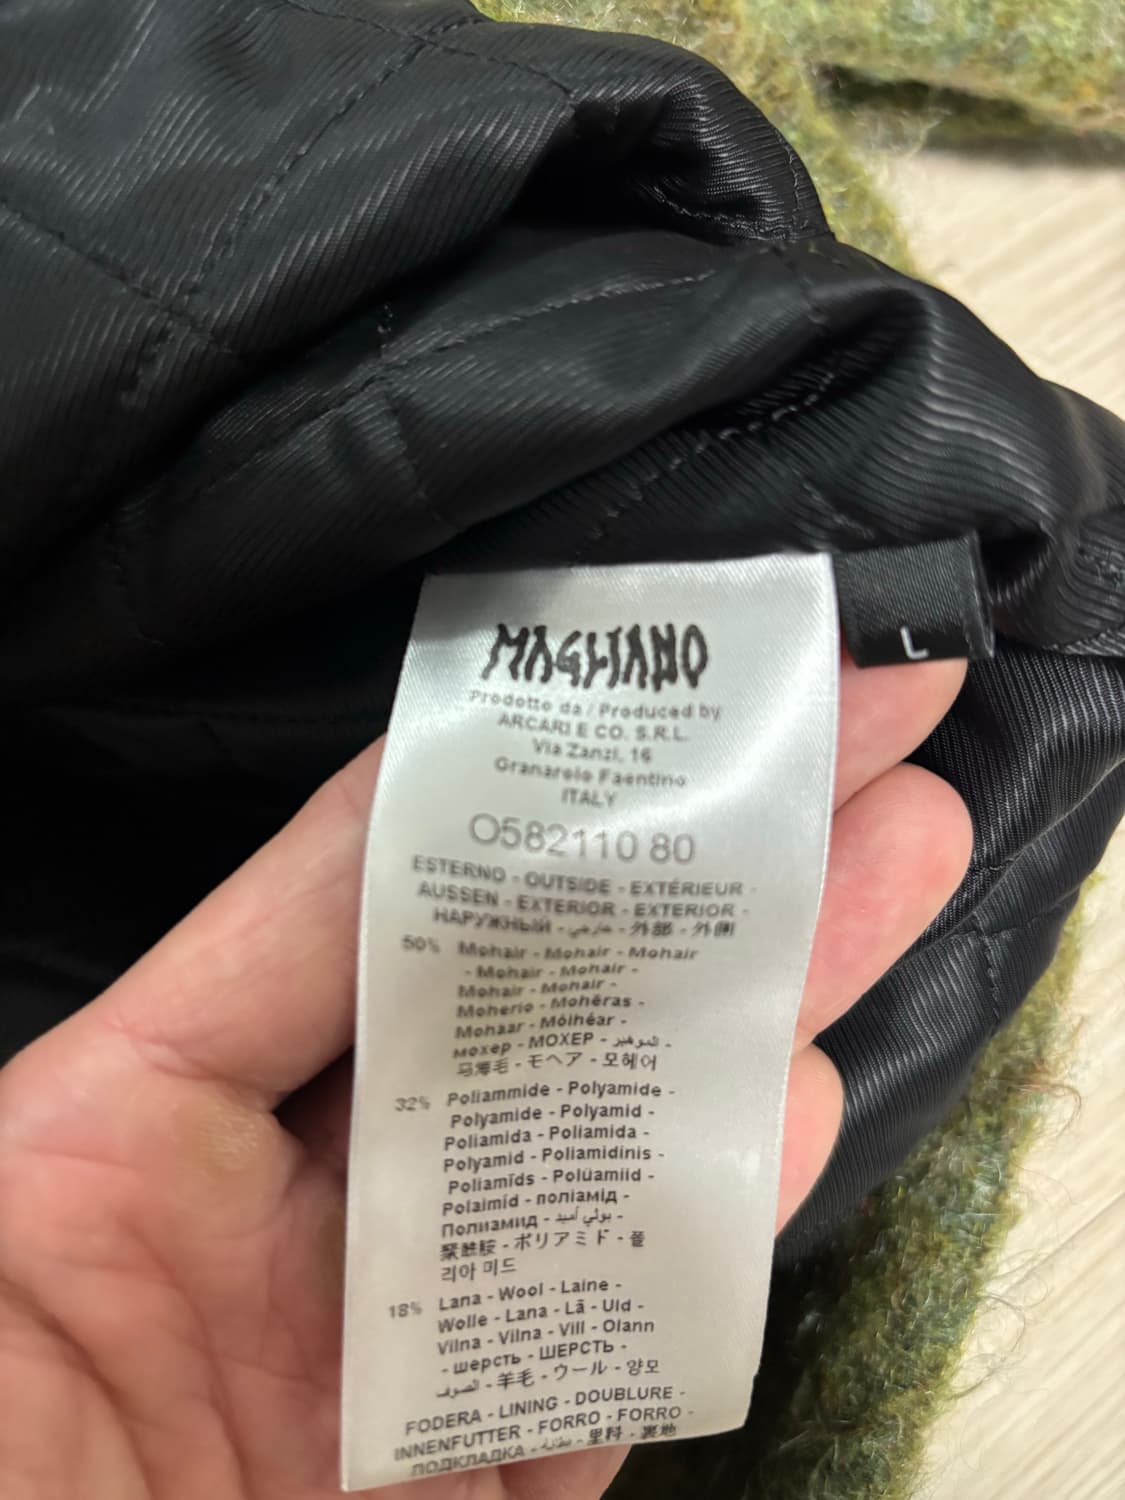 L
MAGLIANO
Prodotto da / Produced by
ARCARI E CO. S.R.L.
Via Zanzi, 16
Granarolo Faentino
ITALY
O582110 80
ESTERNO - OUTSIDE - EXTÉRIEUR -
AUSSEN - EXTERIOR - EXTERIOR -
НАРУЖНЫЙ - خارجي - 外部 - 外側
50% Mohair - Mohair - Mohair
- Mohair - Mohair -
Mohair - Mohair -
Moherio - Mohēras -
Mohaar - Móihéar -
мохер - МОХЕР - الموهير -
马海毛 - モヘア - 모헤어
32% Poliammide - Polyamide -
Polyamide - Polyamid -
Poliamida - Poliamida -
Polyamid - Poliamidinis -
Poliamīds - Polüamiid -
Polaimíd - поліамід -
Полиамид - بولي أميد -
聚酰胺 - ポリアミド - 폴
리아 미드
18% Lana - Wool - Laine -
Wolle - Lana - Lã - Uld -
Vilna - Vilna - Vill - Olann
- шерсть - ШЕРСТЬ -
الصوف - 羊毛 - ウール - 양모
FODERA - LINING - DOUBLURE -
INNENFUTTER - FORRO - FORRO -
ПОДКЛАДКА - بطانة - 里料 - 裏地